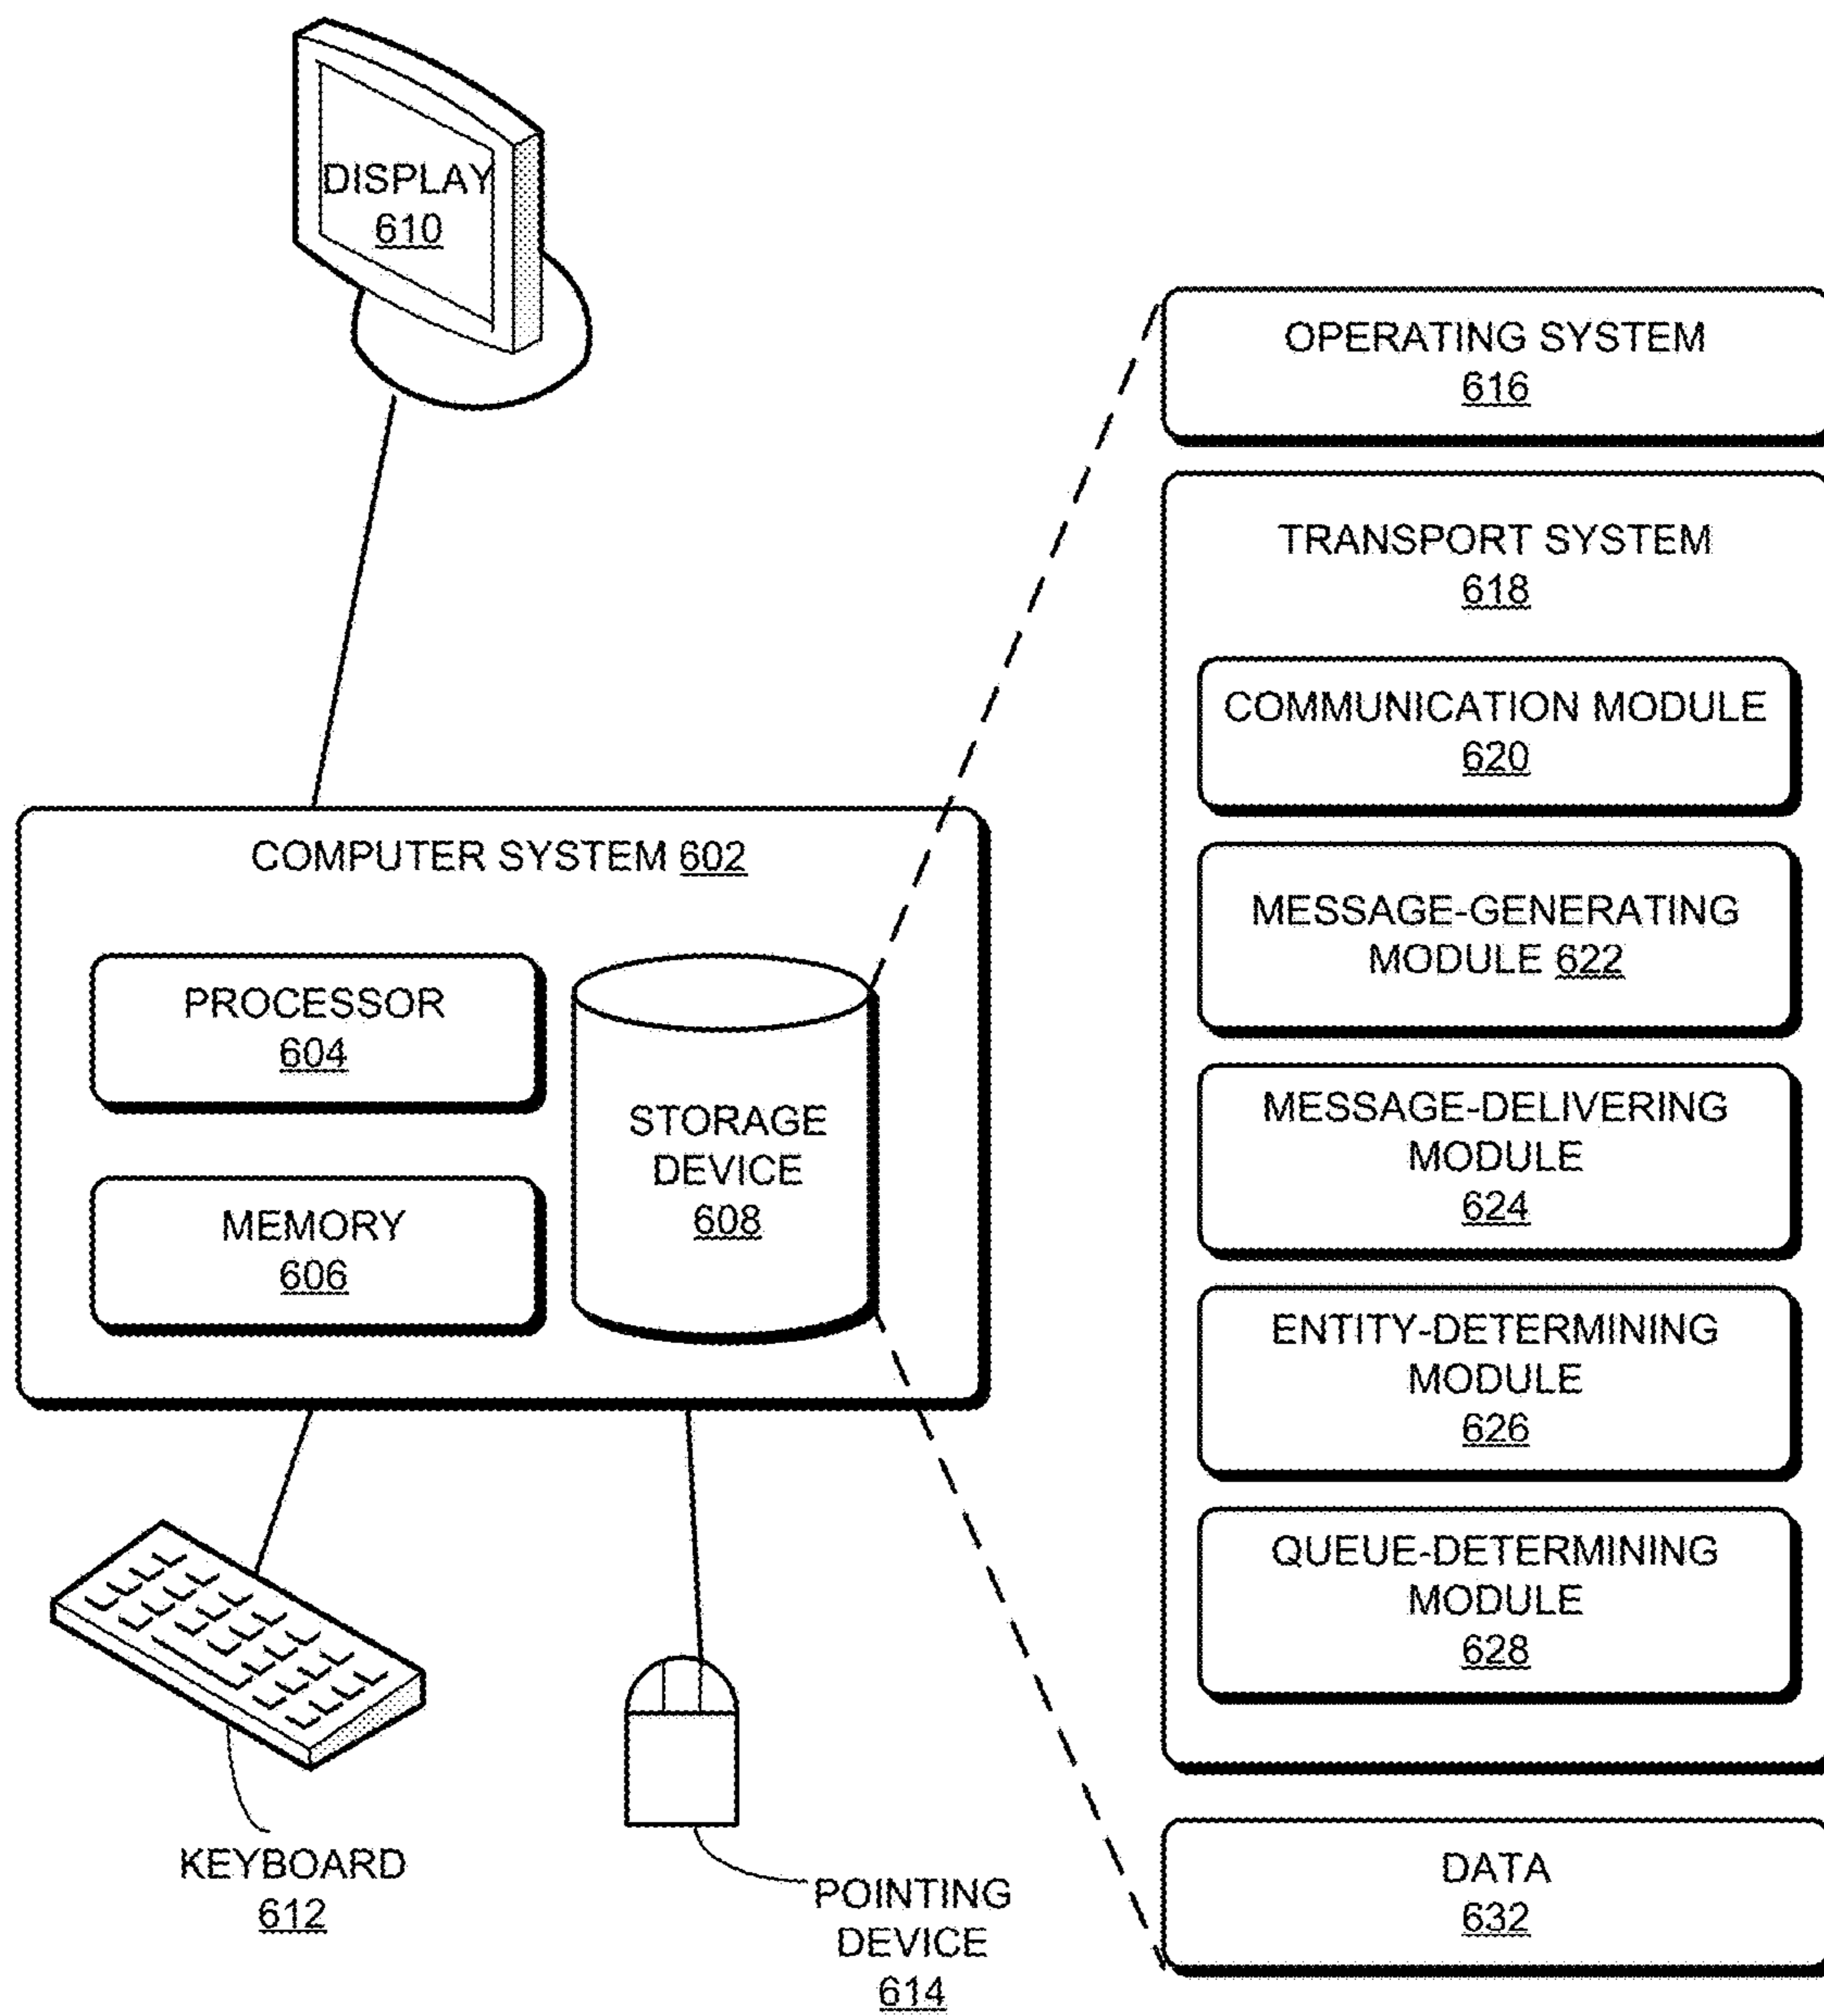 DISPLAY
610
COMPUTER SYSTEM 602
PROCESSOR
604
MEMORY
606
STORAGE
DEVICE
608
KEYBOARD
612
POINTING
DEVICE
614
OPERATING SYSTEM
616
TRANSPORT SYSTEM
618
COMMUNICATION MODULE
620
MESSAGE-GENERATING
MODULE 622
MESSAGE-DELIVERING
MODULE
624
ENTITY-DETERMINING
MODULE
626
QUEUE-DETERMINING
MODULE
628
DATA
632